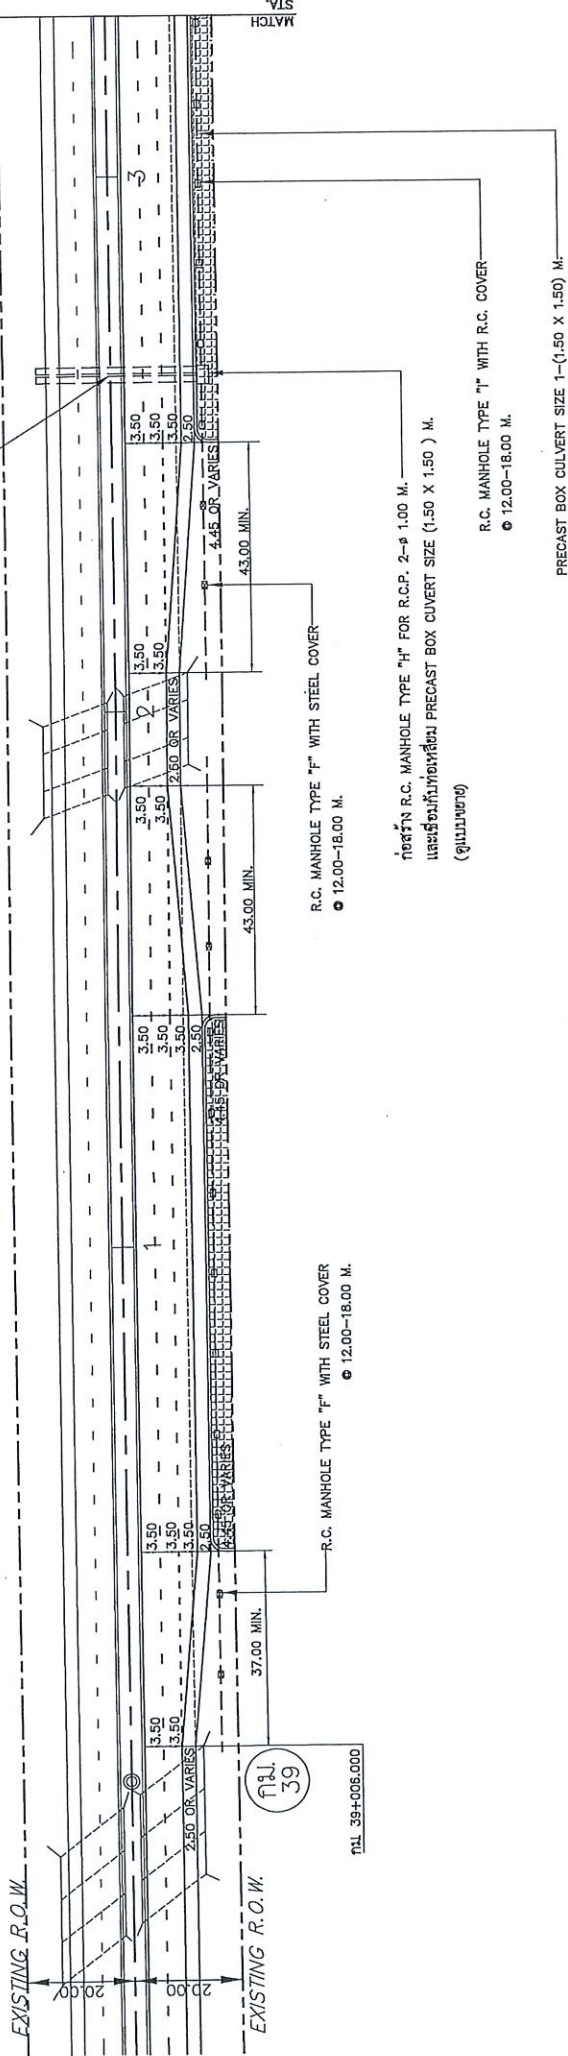 MATCH
STA.
EXISTING R.O.W.
20.00
20.00
EXISTING R.O.W.
2.50 OR VARIES
กม.
39
กม 39+006.000
3.50
3.50
37.00 MIN.
3.50
3.50
3.50
2.50
4.45 OR VARIES
R.C. MANHOLE TYPE "F" WITH STEEL COVER
@ 12.00-18.00 M.
1
3.50
3.50
3.50
2.50
4.45 OR VARIES
43.00 MIN.
3.50
3.50
2.60 OR VARIES
2
3.50
3.50
R.C. MANHOLE TYPE "F" WITH STEEL COVER
@ 12.00-18.00 M.
43.00 MIN.
4.45 OR VARIES
3.50
3.50
3.50
2.50
3
ก่อสร้าง R.C. MANHOLE TYPE "H" FOR R.C.P. 2-ø 1.00 M.
และเชื่อมกับท่อเหลี่ยม PRECAST BOX CUVERT SIZE (1.50 X 1.50 ) M.
(ดูแบบขยาย)
R.C. MANHOLE TYPE "I" WITH R.C. COVER
@ 12.00-18.00 M.
PRECAST BOX CULVERT SIZE 1-(1.50 X 1.50) M.